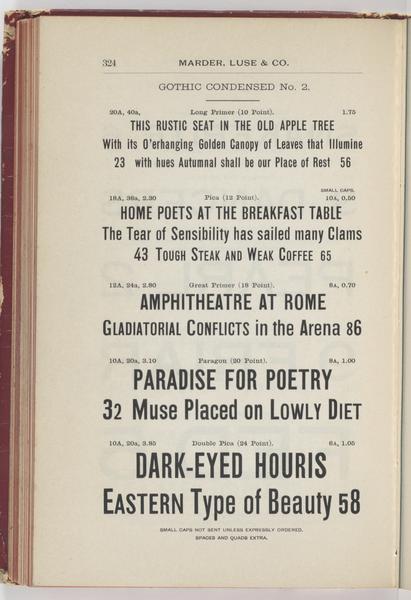 324 MARDER, LUSE & CO.
GOTHIC CONDENSED No. 2.
20A, 40a, Long Primer (10 Point). 1.75
THIS RUSTIC SEAT IN THE OLD APPLE TREE
With its O'erhanging Golden Canopy of Leaves that Illumine
23 with hues Autumnal shall be our Place of Rest 56
SMALL CAPS.
18A, 36a, 2.30 Pica (12 Point). 10A, 0.50
HOME POETS AT THE BREAKFAST TABLE
The Tear of Sensibility has sailed many Clams
43 TOUGH STEAK AND WEAK COFFEE 65
12A, 24a, 2.80 Great Primer (18 Point). 8A, 0.70
AMPHITHEATRE AT ROME
GLADIATORIAL CONFLICTS in the Arena 86
10A, 20a, 3.10 Paragon (20 Point). 8A, 1.00
PARADISE FOR POETRY
32 Muse Placed on LOWLY DIET
10A, 20a, 3.85 Double Pica (24 Point). 6A, 1.05
DARK-EYED HOURIS
EASTERN Type of Beauty 58
SMALL CAPS NOT SENT UNLESS EXPRESSLY ORDERED.
SPACES AND QUADS EXTRA.